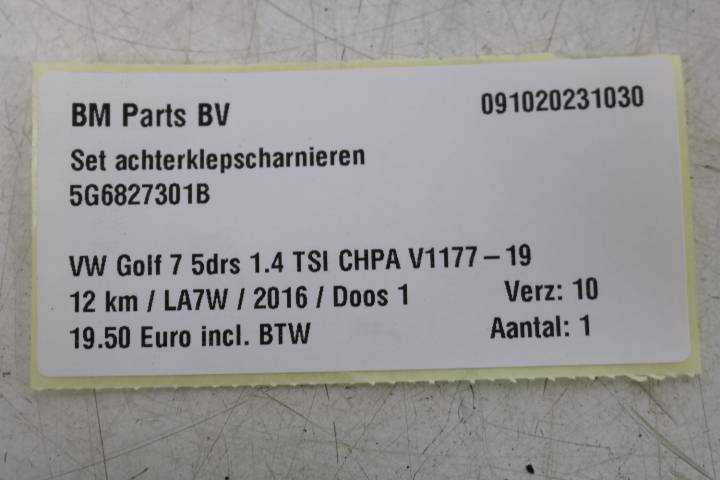 BM Parts BV 091020231030
Set achterklepscharnieren
5G6827301B
VW Golf 7 5drs 1.4 TSI CHPA V1177 – 19
12 km / LA7W / 2016 / Doos 1 Verz: 10
19.50 Euro incl. BTW Aantal: 1